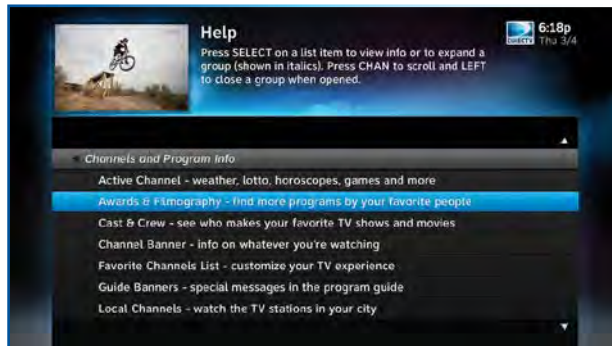 Help
Press SELECT on a list item to view info or to expand a
group (shown in italics). Press CHAN to scroll and LEFT
to close a group when opened.
DIRECTV
6:18p
Thu 3/4
Channels and Program Info
Active Channel - weather, lotto, horoscopes, games and more
Awards & Filmography - find more programs by your favorite people
Cast & Crew - see who makes your favorite TV shows and movies
Channel Banner - info on whatever you're watching
Favorite Channels List - customize your TV experience
Guide Banners - special messages in the program guide
Local Channels - watch the TV stations in your city